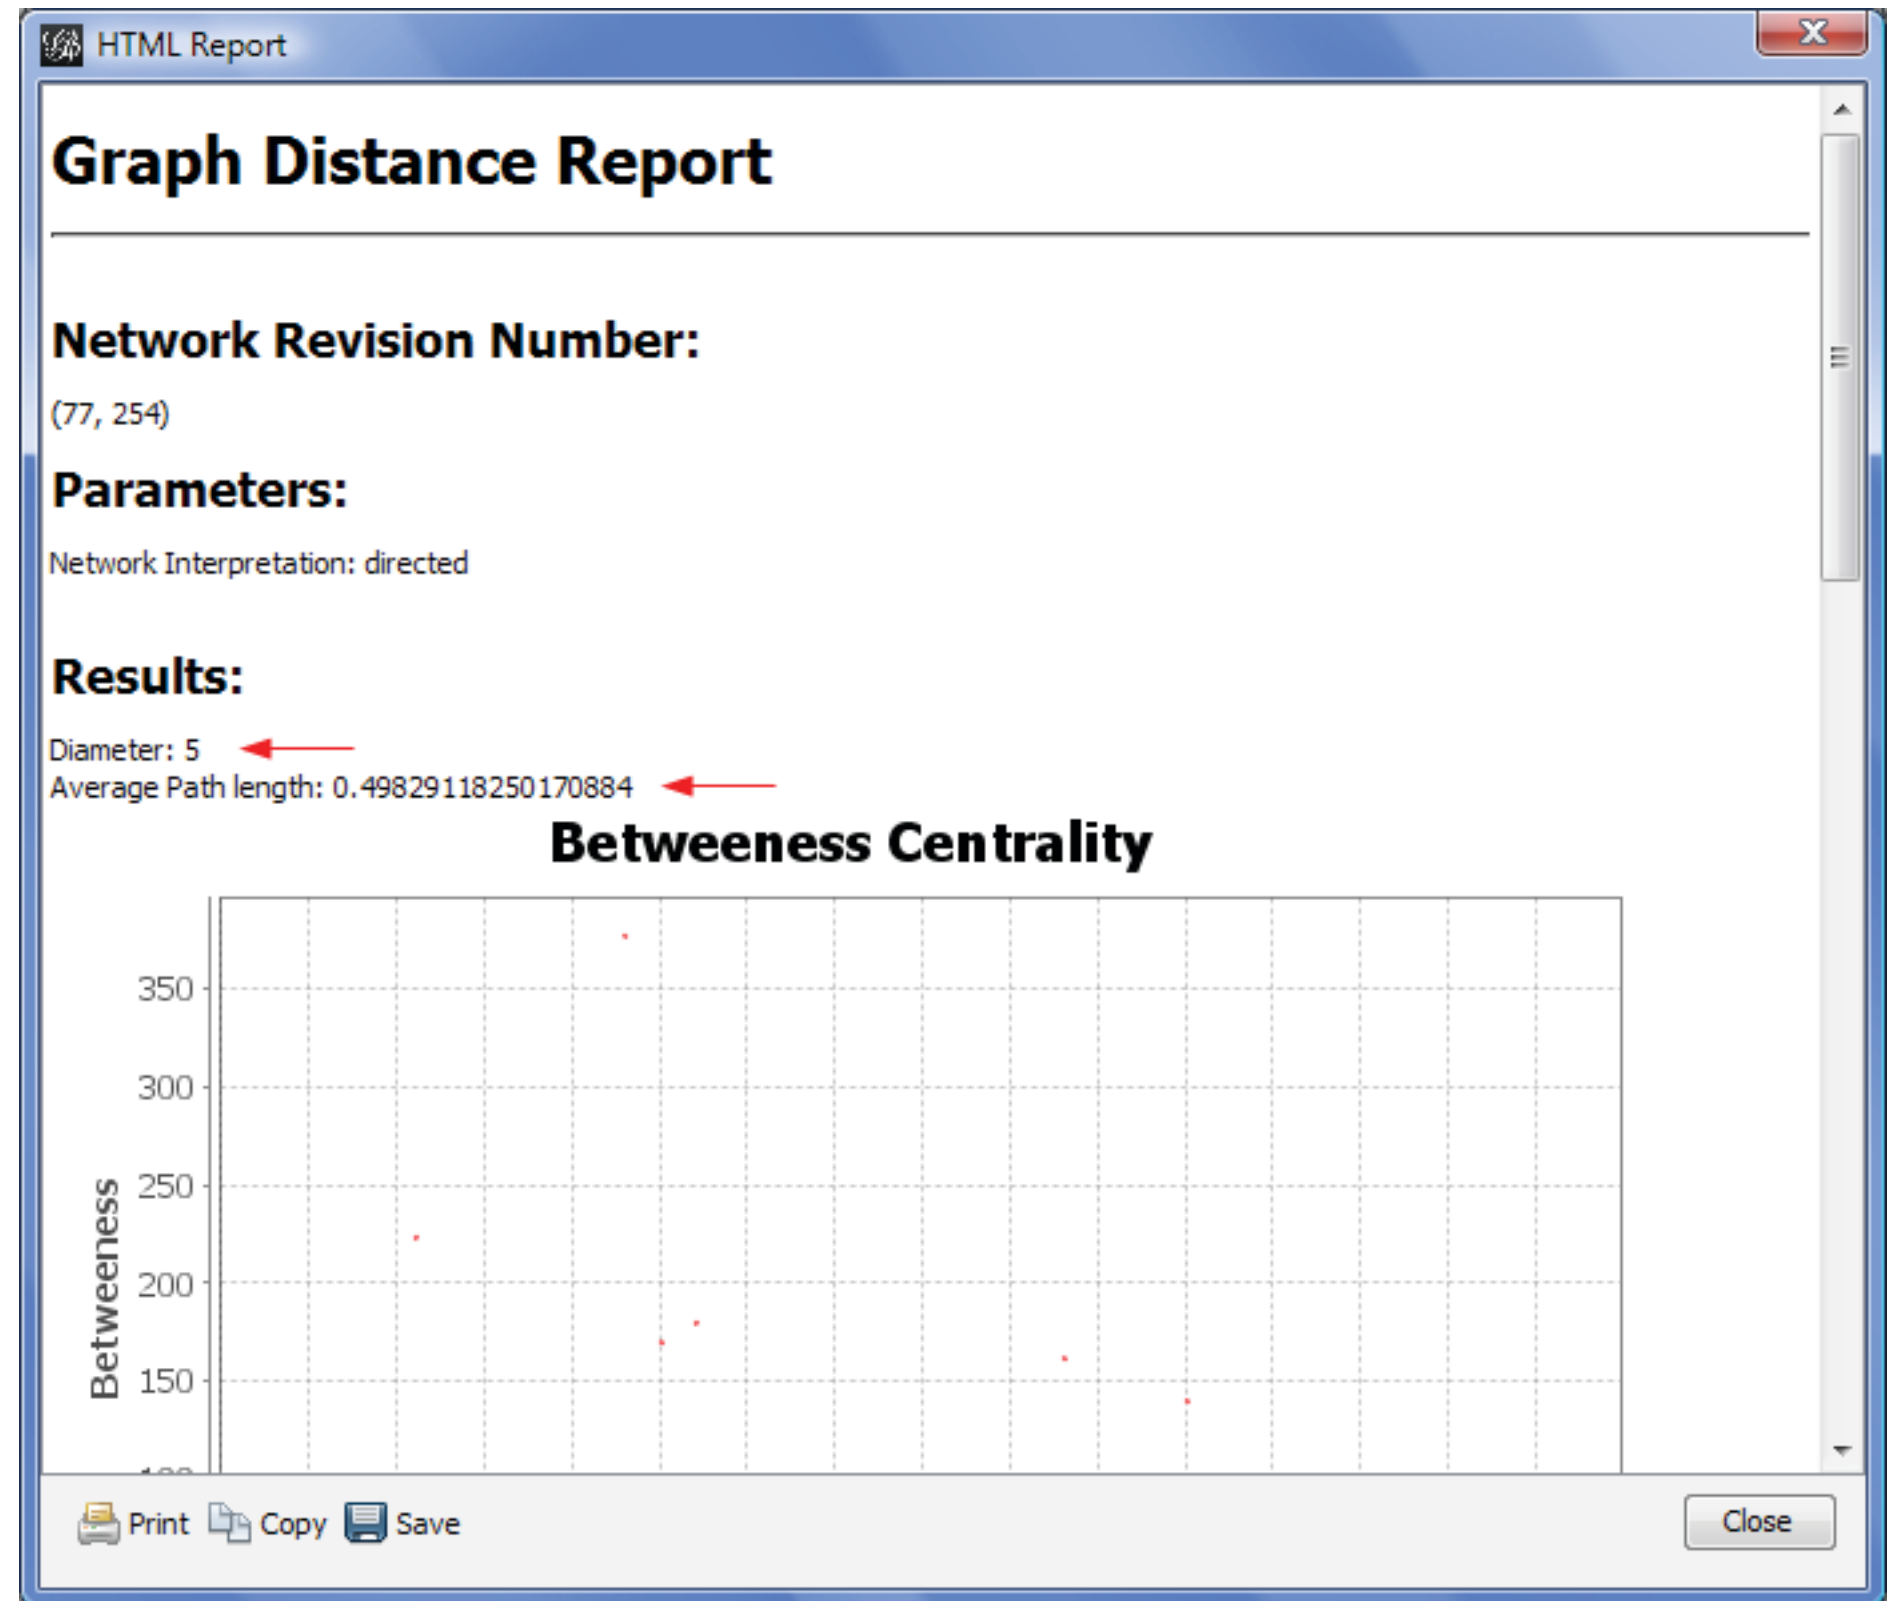 HTML Report
Graph Distance Report
Network Revision Number:
(77, 254)
Parameters:
Network Interpretation: directed
Results:
Diameter: 5
Average Path length: 0.49829118250170884
Betweeness Centrality
350
300
250
200
150
Betweeness
Print Copy Save
Close